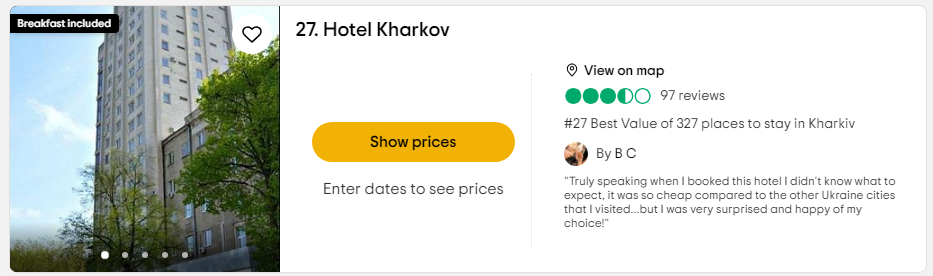 Breakfast included
27. Hotel Kharkov
Show prices
Enter dates to see prices
View on map
97 reviews
#27 Best Value of 327 places to stay in Kharkiv
By B C
"Truly speaking when I booked this hotel I didn't know what to
expect, it was so cheap compared to the other Ukraine cities
that I visited...but I was very surprised and happy of my
choice!"